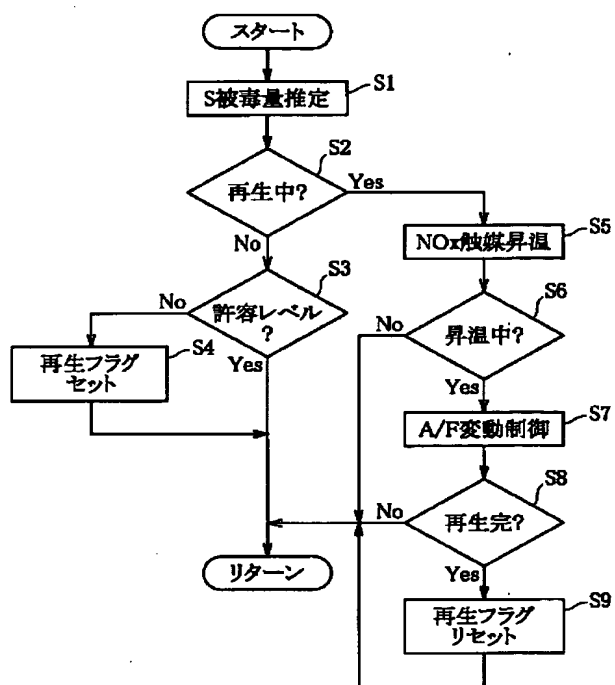 スタート
S被毒量推定
S1
再生中?
S2
Yes
No
許容レベル
?
S3
No
Yes
再生フラグ
セット
S4
リターン
NOx触媒昇温
S5
昇温中?
S6
No
Yes
A/F変動制御
S7
再生完?
S8
No
Yes
再生フラグ
リセット
S9